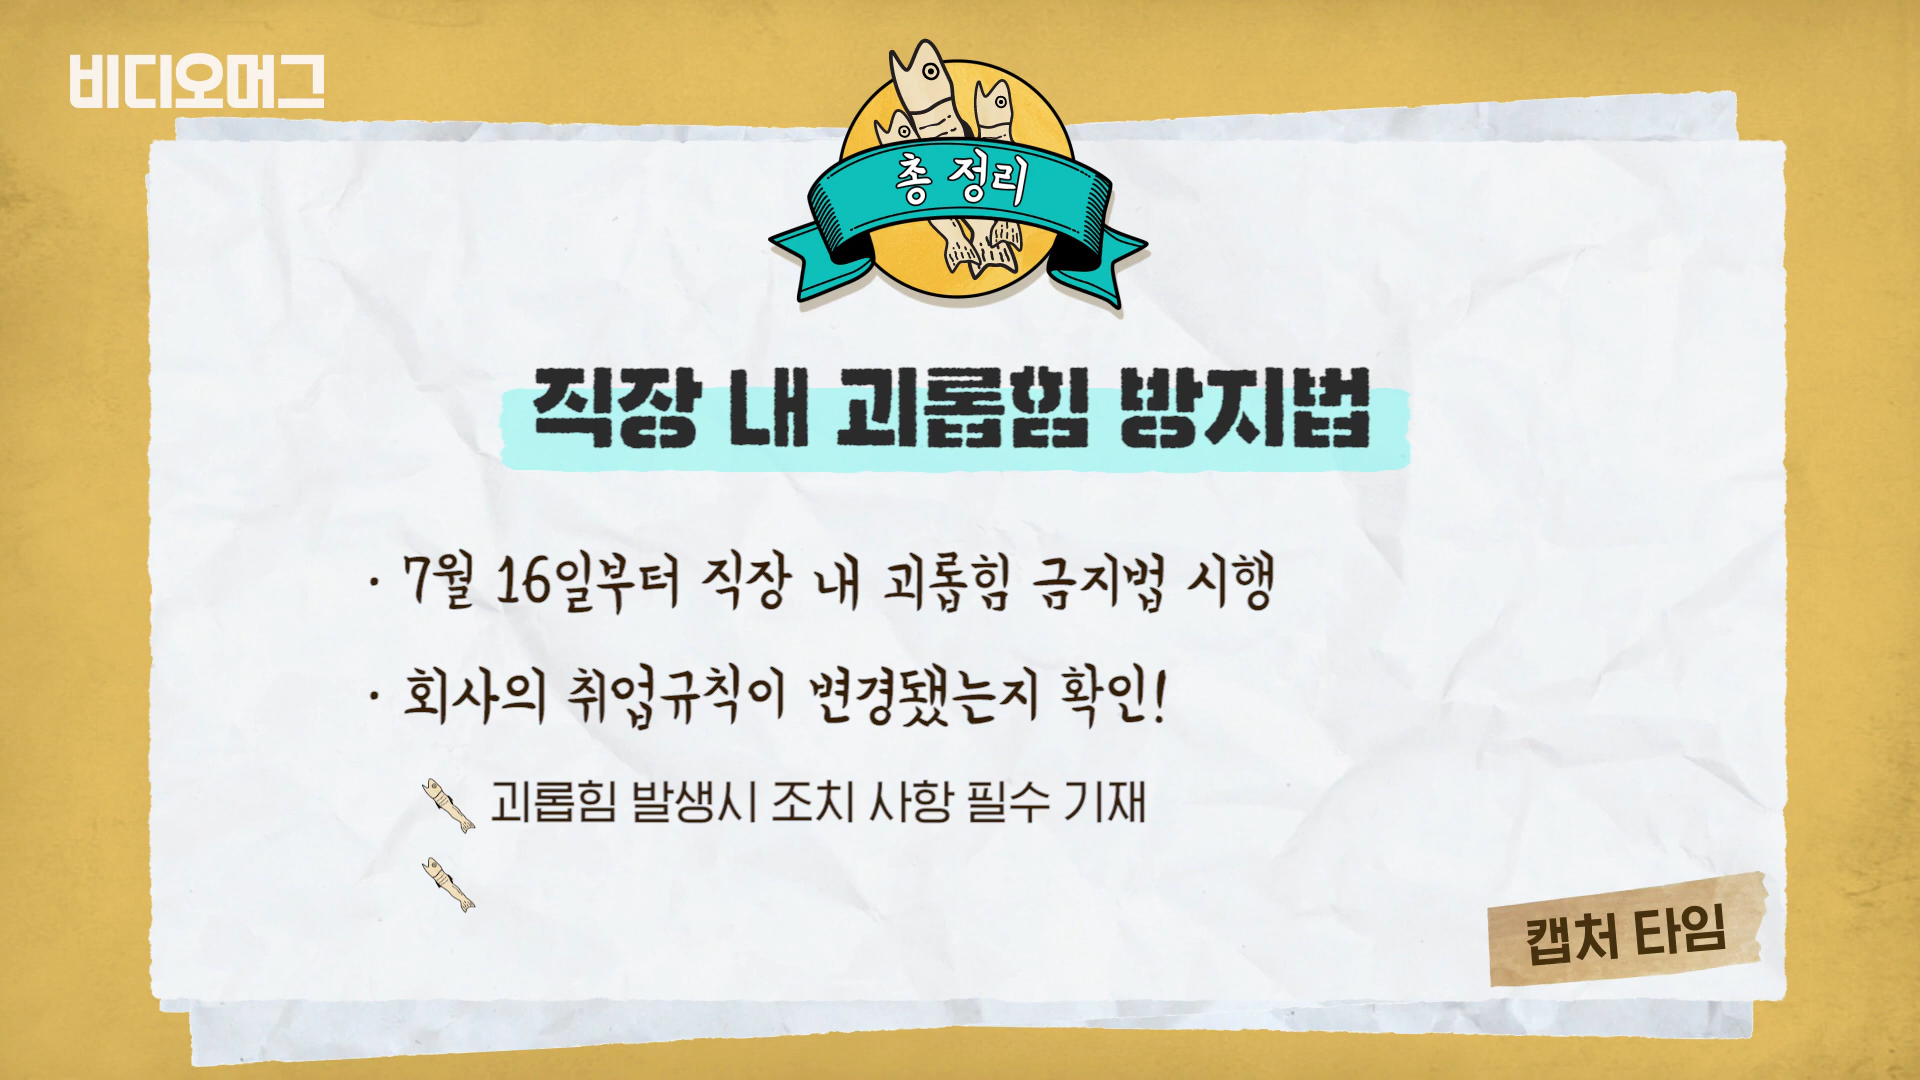 비디오머그
총 정리
직장 내 괴롭힘 방지법
· 7월 16일부터 직장 내 괴롭힘 금지법 시행
· 회사의 취업규칙이 변경됐는지 확인!
괴롭힘 발생시 조치 사항 필수 기재
캡처 타임